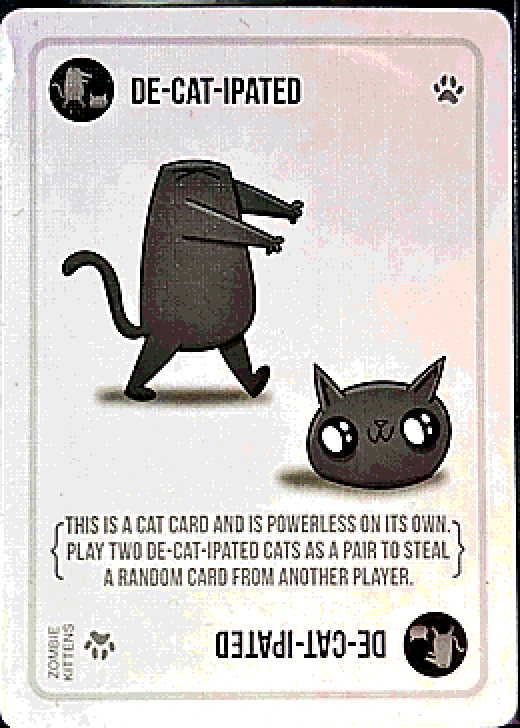 DE-CAT-IPATED
THIS IS A CAT CARD AND IS POWERLESS ON ITS OWN.
PLAY TWO DE-CAT-IPATED CATS AS A PAIR TO STEAL
A RANDOM CARD FROM ANOTHER PLAYER.
ZOMBIE
KITTENS
DE-CAT-IPATED